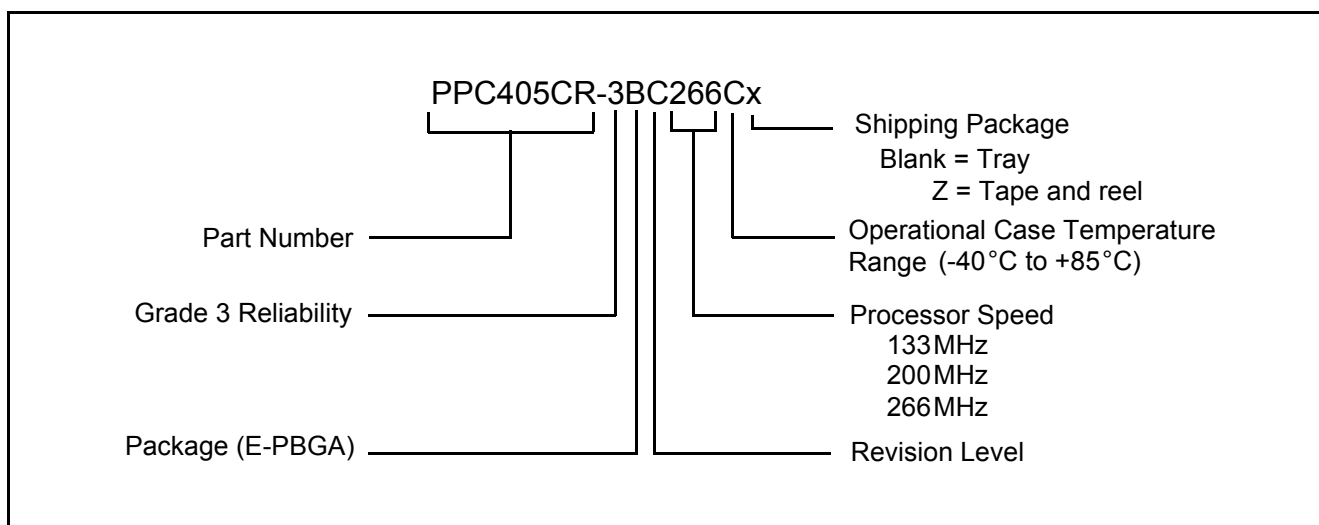 PPC405CR-3BC266Cx
Shipping Package
Blank = Tray
Z = Tape and reel
Part Number
Operational Case Temperature
Range (-40°C to +85°C)
Grade 3 Reliability
Processor Speed
133MHz
200MHz
266MHz
Package (E-PBGA)
Revision Level